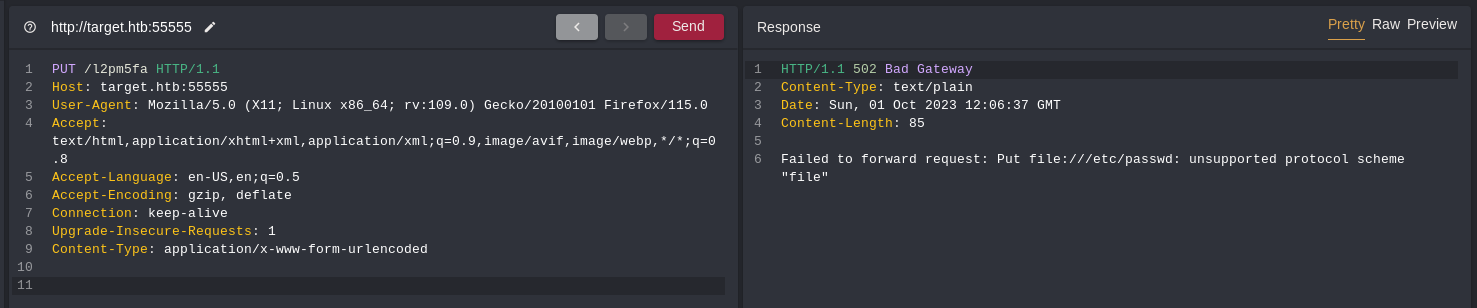 http://target.htb:55555 Send
1 PUT /l2pm5fa HTTP/1.1
2 Host: target.htb:55555
3 User-Agent: Mozilla/5.0 (X11; Linux x86_64; rv:109.0) Gecko/20100101 Firefox/115.0
4 Accept:
text/html,application/xhtml+xml,application/xml;q=0.9,image/avif,image/webp,*/*;q=0
.8
5 Accept-Language: en-US,en;q=0.5
6 Accept-Encoding: gzip, deflate
7 Connection: keep-alive
8 Upgrade-Insecure-Requests: 1
9 Content-Type: application/x-www-form-urlencoded
10
11
Response Pretty Raw Preview
1 HTTP/1.1 502 Bad Gateway
2 Content-Type: text/plain
3 Date: Sun, 01 Oct 2023 12:06:37 GMT
4 Content-Length: 85
5
6 Failed to forward request: Put file:///etc/passwd: unsupported protocol scheme
"file"